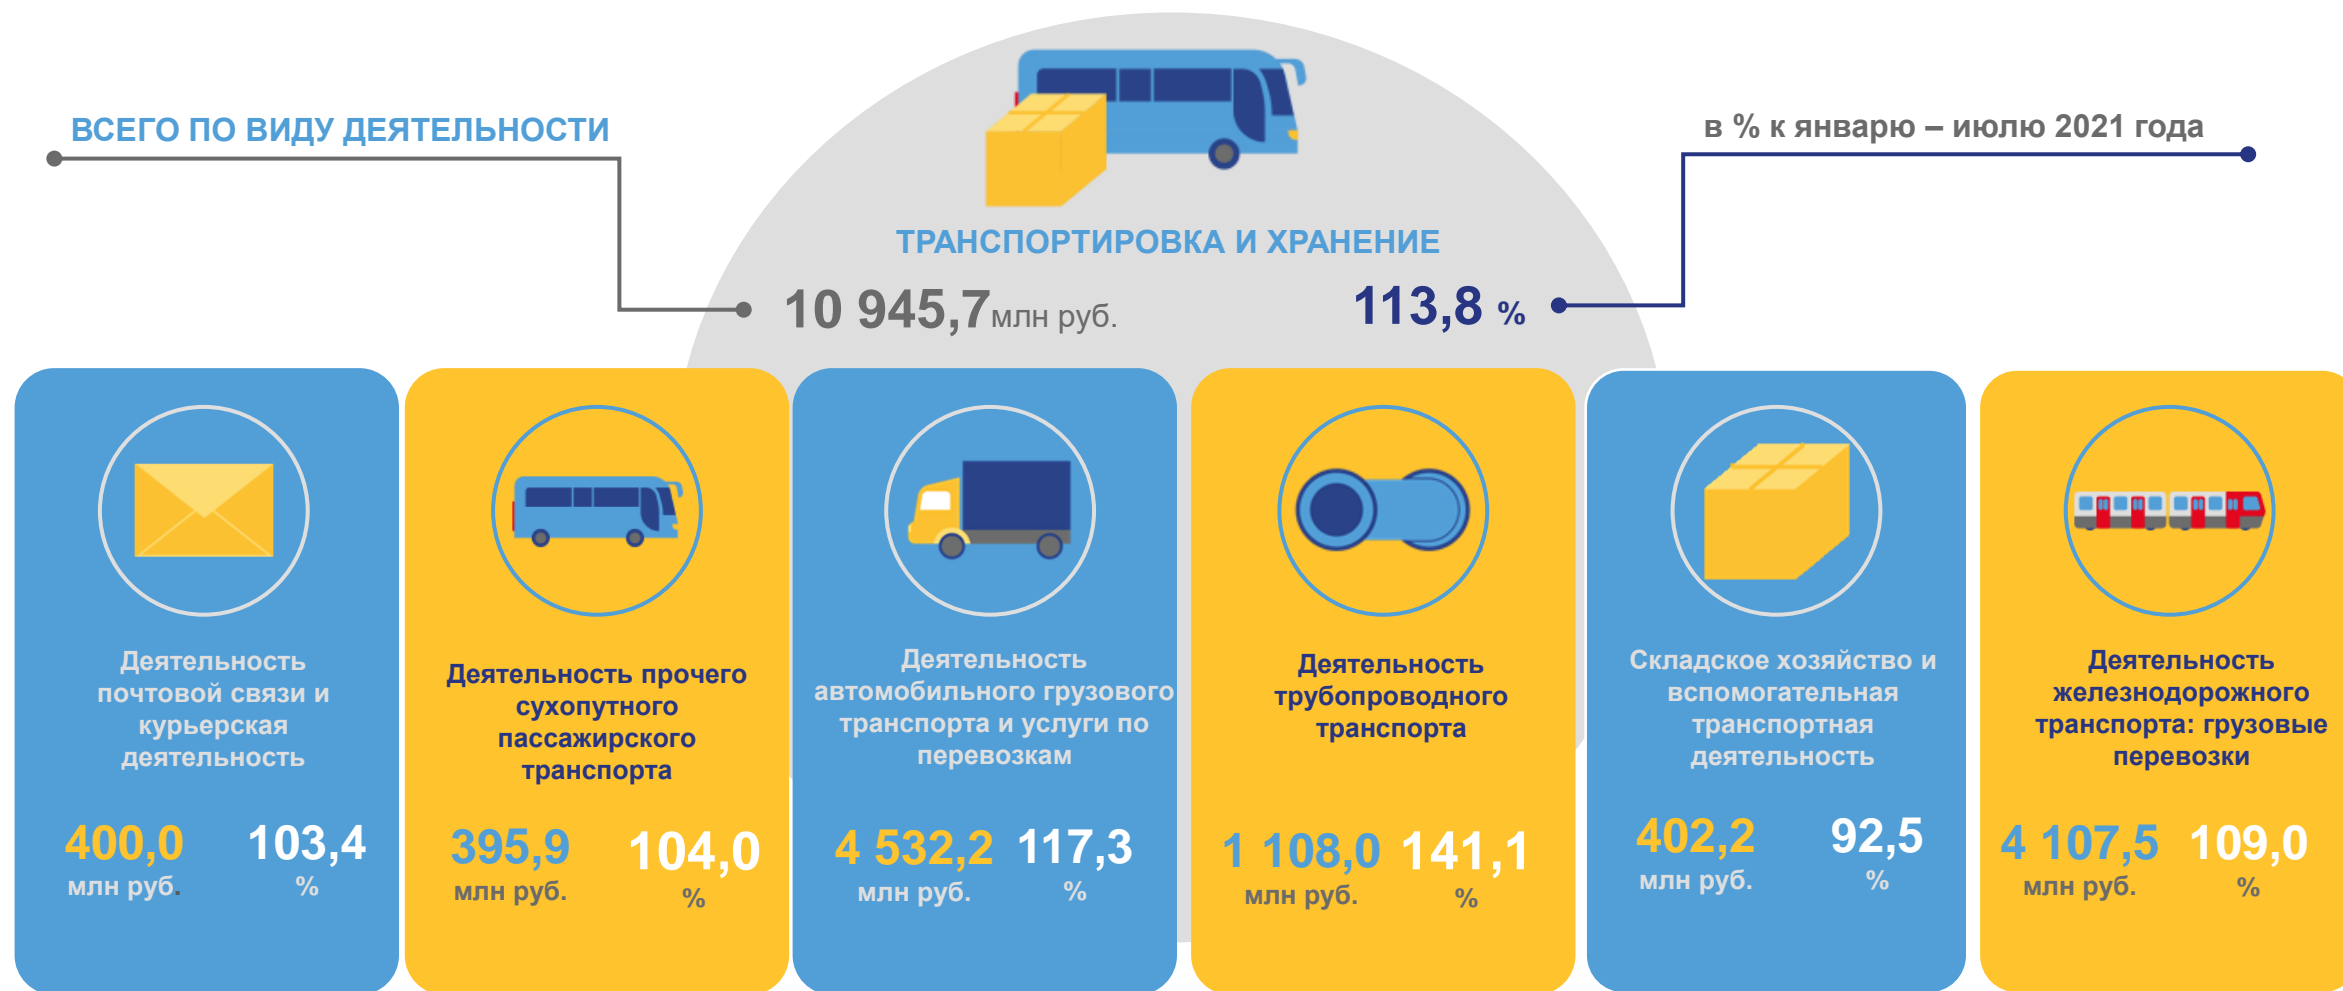 ВСЕГО ПО ВИДУ ДЕЯТЕЛЬНОСТИ
в % к январю – июлю 2021 года
ТРАНСПОРТИРОВКА И ХРАНЕНИЕ
10 945,7 млн руб.
113,8 %
Деятельность
почтовой связи и
курьерская
деятельность
400,0
млн руб.
103,4
%
Деятельность прочего
сухопутного
пассажирского
транспорта
395,9
млн руб.
104,0
%
Деятельность
автомобильного грузового
транспорта и услуги по
перевозкам
4 532,2
млн руб.
117,3
%
Деятельность
трубопроводного
транспорта
1 108,0
млн руб.
141,1
%
Складское хозяйство и
вспомогательная
транспортная
деятельность
402,2
млн руб.
92,5
%
Деятельность
железнодорожного
транспорта: грузовые
перевозки
4 107,5
млн руб.
109,0
%